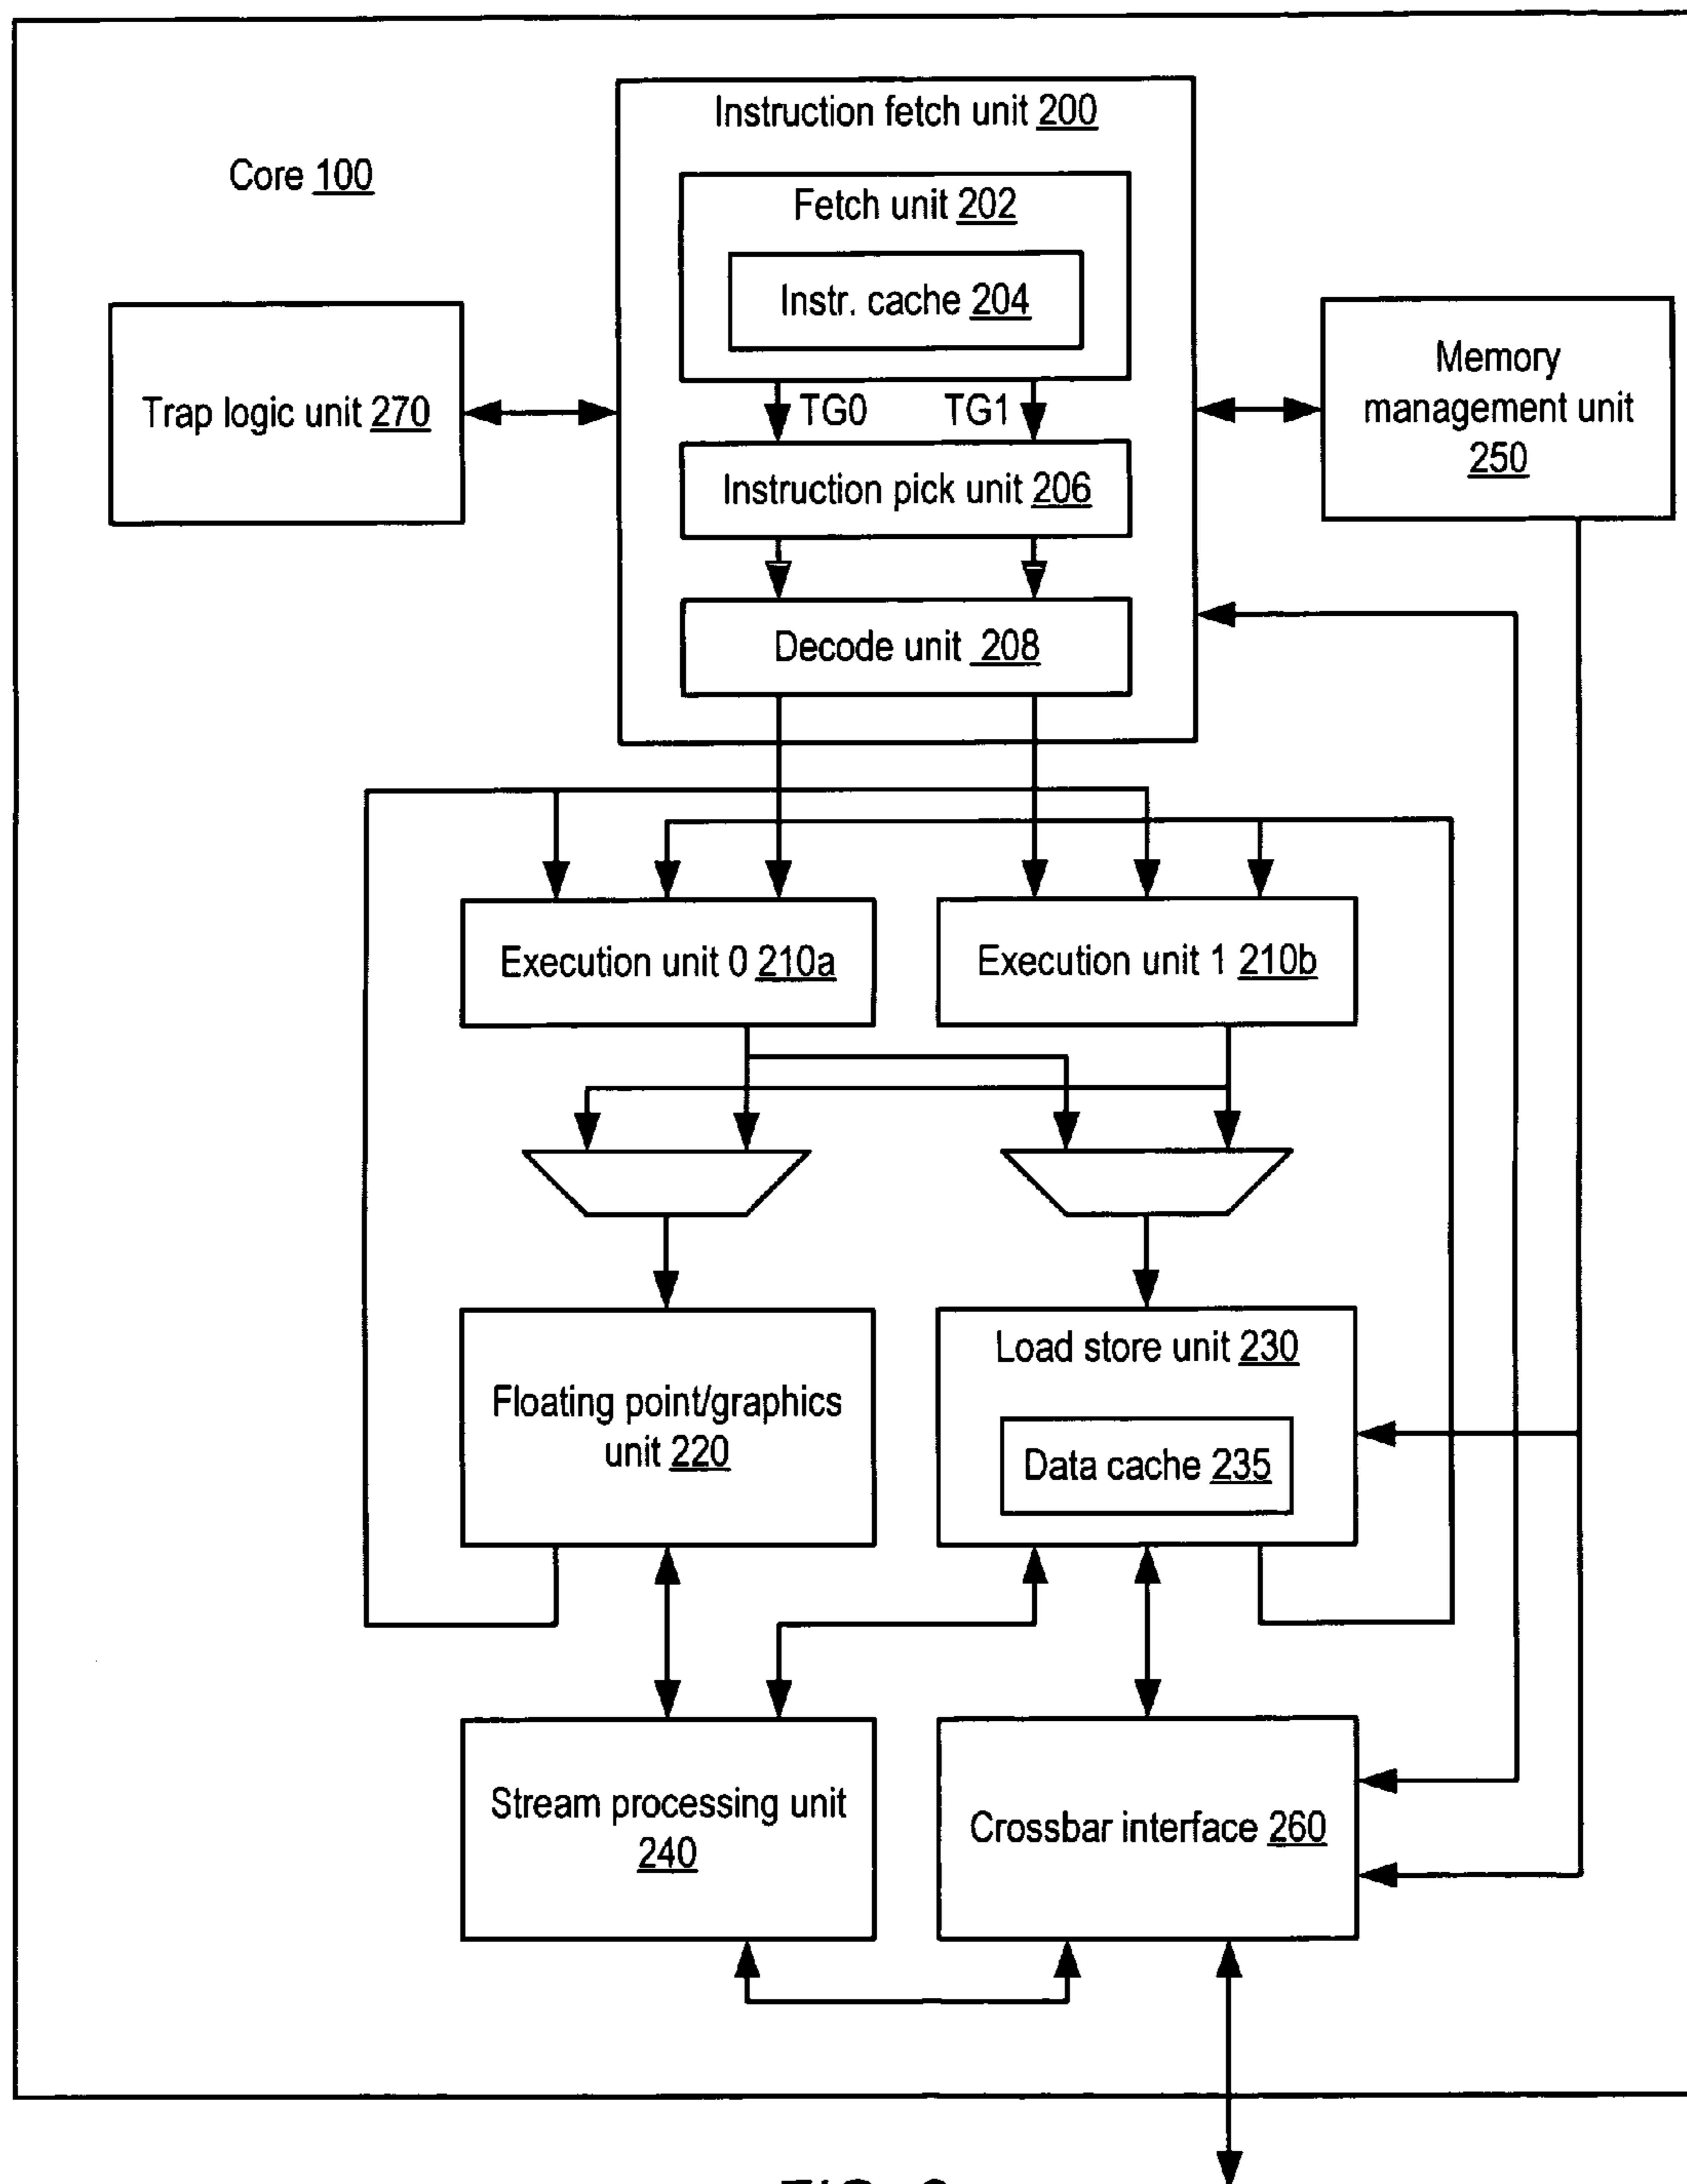 Instruction fetch unit 200
Core 100
Fetch unit 202
Instr. cache 204
Trap logic unit 270
TG0
TG1
Memory
management unit
250
Instruction pick unit 206
Decode unit 208
Execution unit 0 210a
Execution unit 1 210b
Floating point/graphics
unit 220
Load store unit 230
Data cache 235
Stream processing unit
240
Crossbar interface 260